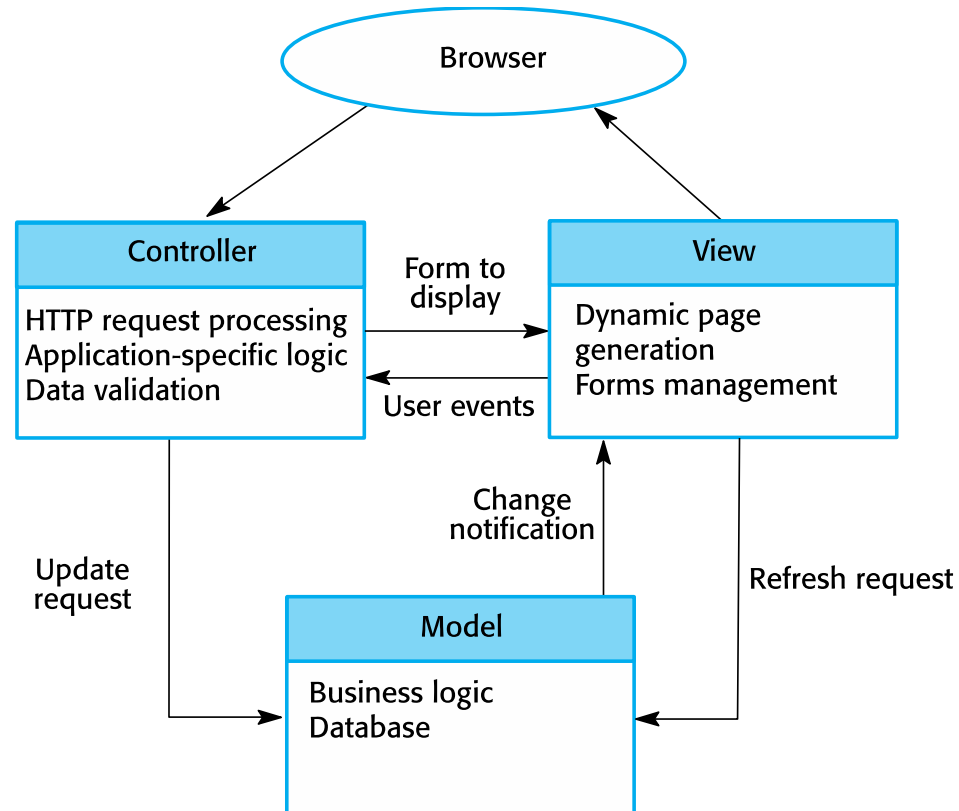 Browser
Controller
HTTP request processing
Application-specific logic
Data validation
Form to
display
User events
View
Dynamic page
generation
Forms management
Update
request
Change
notification
Refresh request
Model
Business logic
Database